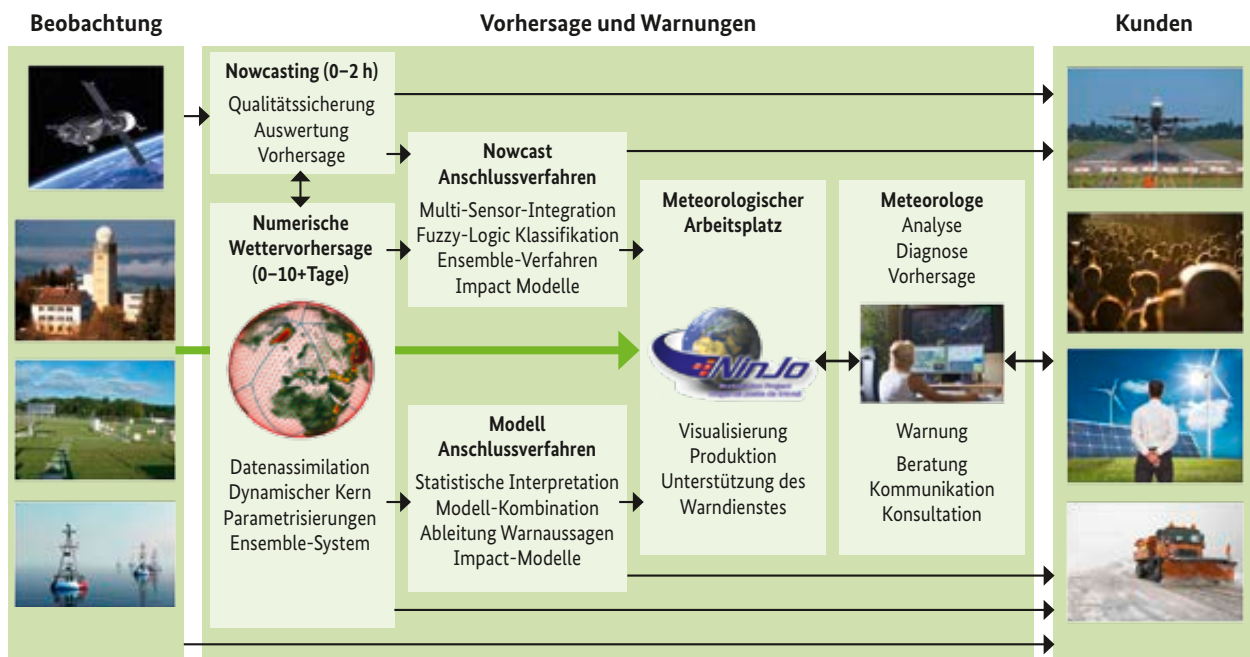 Beobachtung
Vorhersage und Warnungen
Kunden
Nowcasting (0–2 h)
Qualitätssicherung
Auswertung
Vorhersage
Numerische
Wettervorhersage
(0–10+Tage)
Datenassimilation
Dynamischer Kern
Parametrisierungen
Ensemble-System
Nowcast
Anschlussverfahren
Multi-Sensor-Integration
Fuzzy-Logic Klassifikation
Ensemble-Verfahren
Impact Modelle
Modell
Anschlussverfahren
Statistische Interpretation
Modell-Kombination
Ableitung Warnaussagen
Impact-Modelle
Meteorologischer
Arbeitsplatz
NinJo
Visualisierung
Produktion
Unterstützung des
Warndienstes
Meteorologe
Analyse
Diagnose
Vorhersage
Warnung
Beratung
Kommunikation
Konsultation